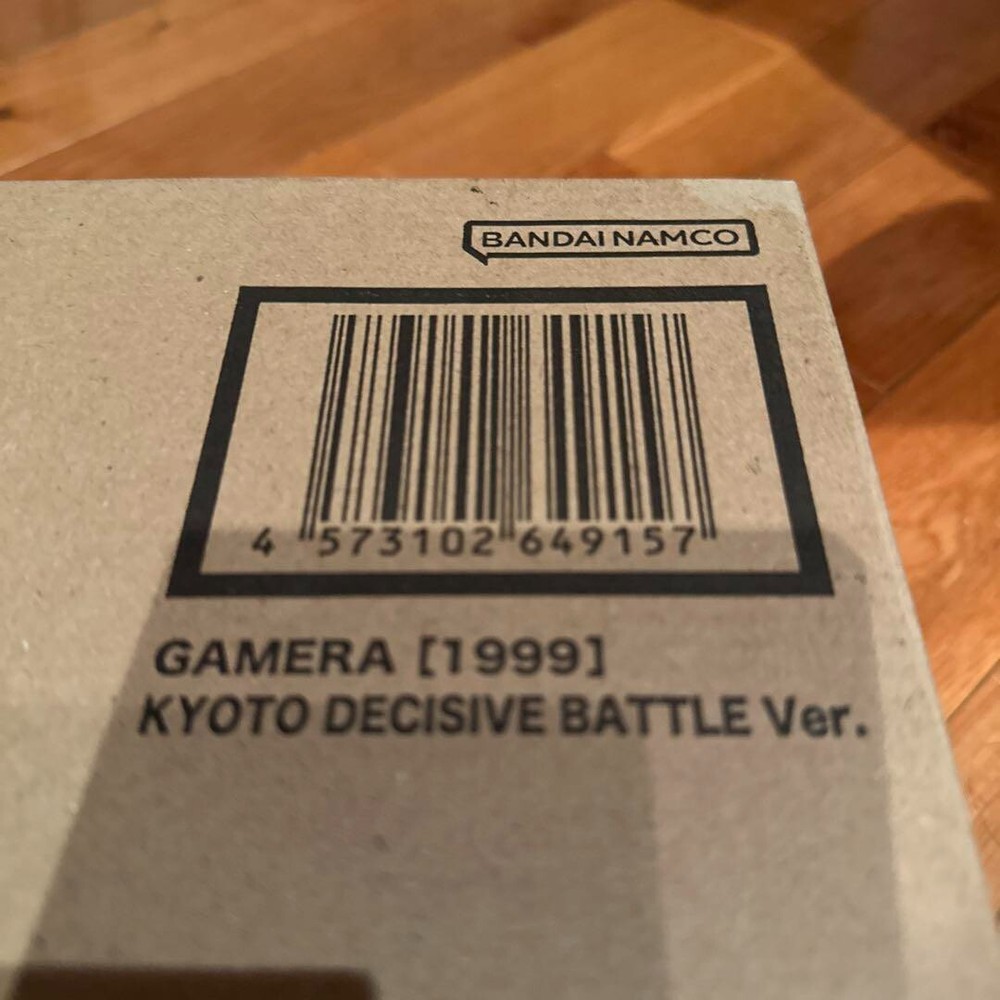 BANDAI NAMCO
4 573102 649157
GAMERA [1999]
KYOTO DECISIVE BATTLE Ver.